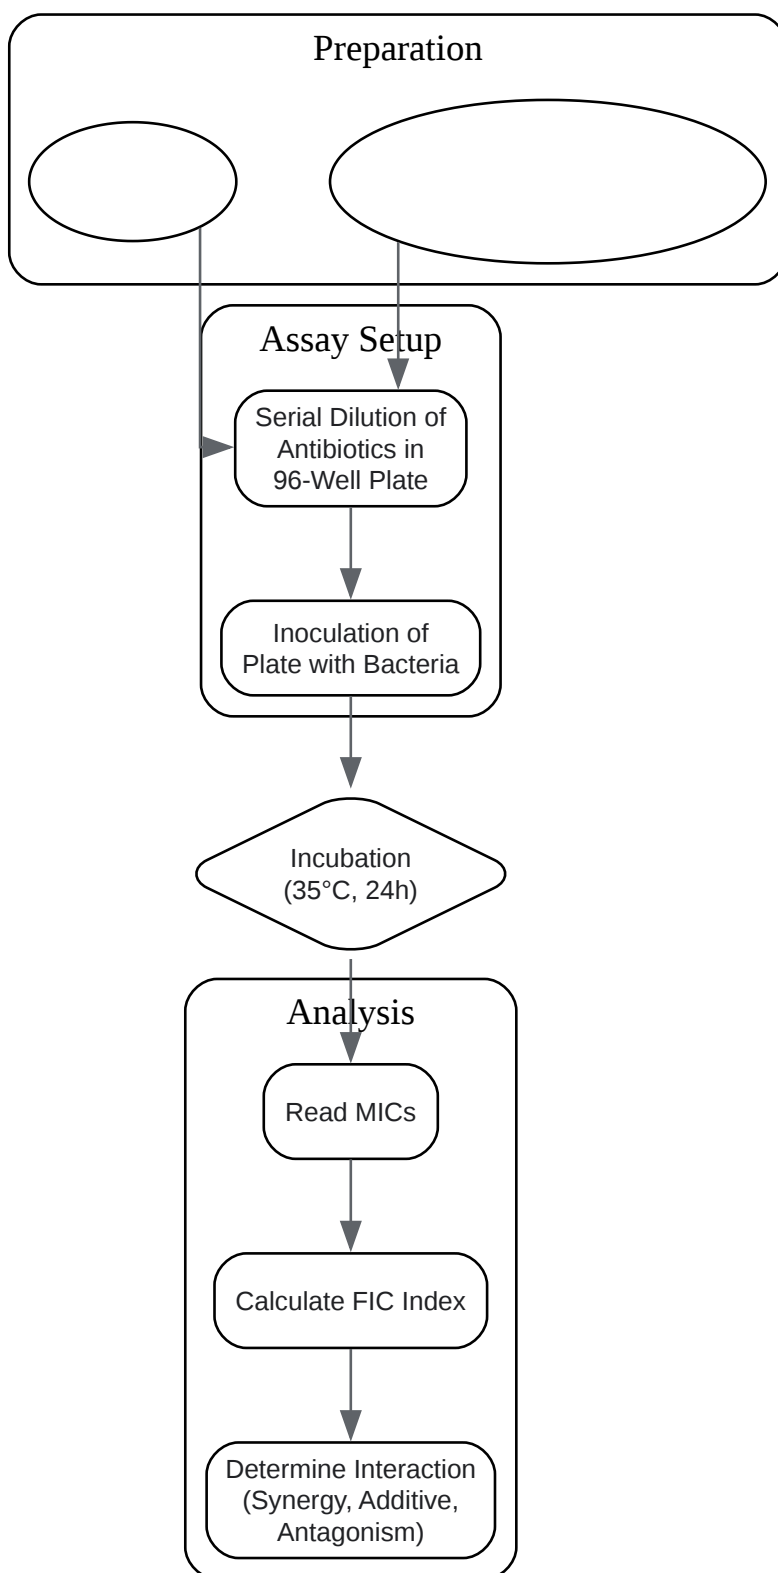 Preparation
Assay Setup
Serial Dilution of
Antibiotics in
96-Well Plate
Inoculation of
Plate with Bacteria
Incubation
(35°C, 24h)
Analysis
Read MICs
Calculate FIC Index
Determine Interaction
(Synergy, Additive,
Antagonism)